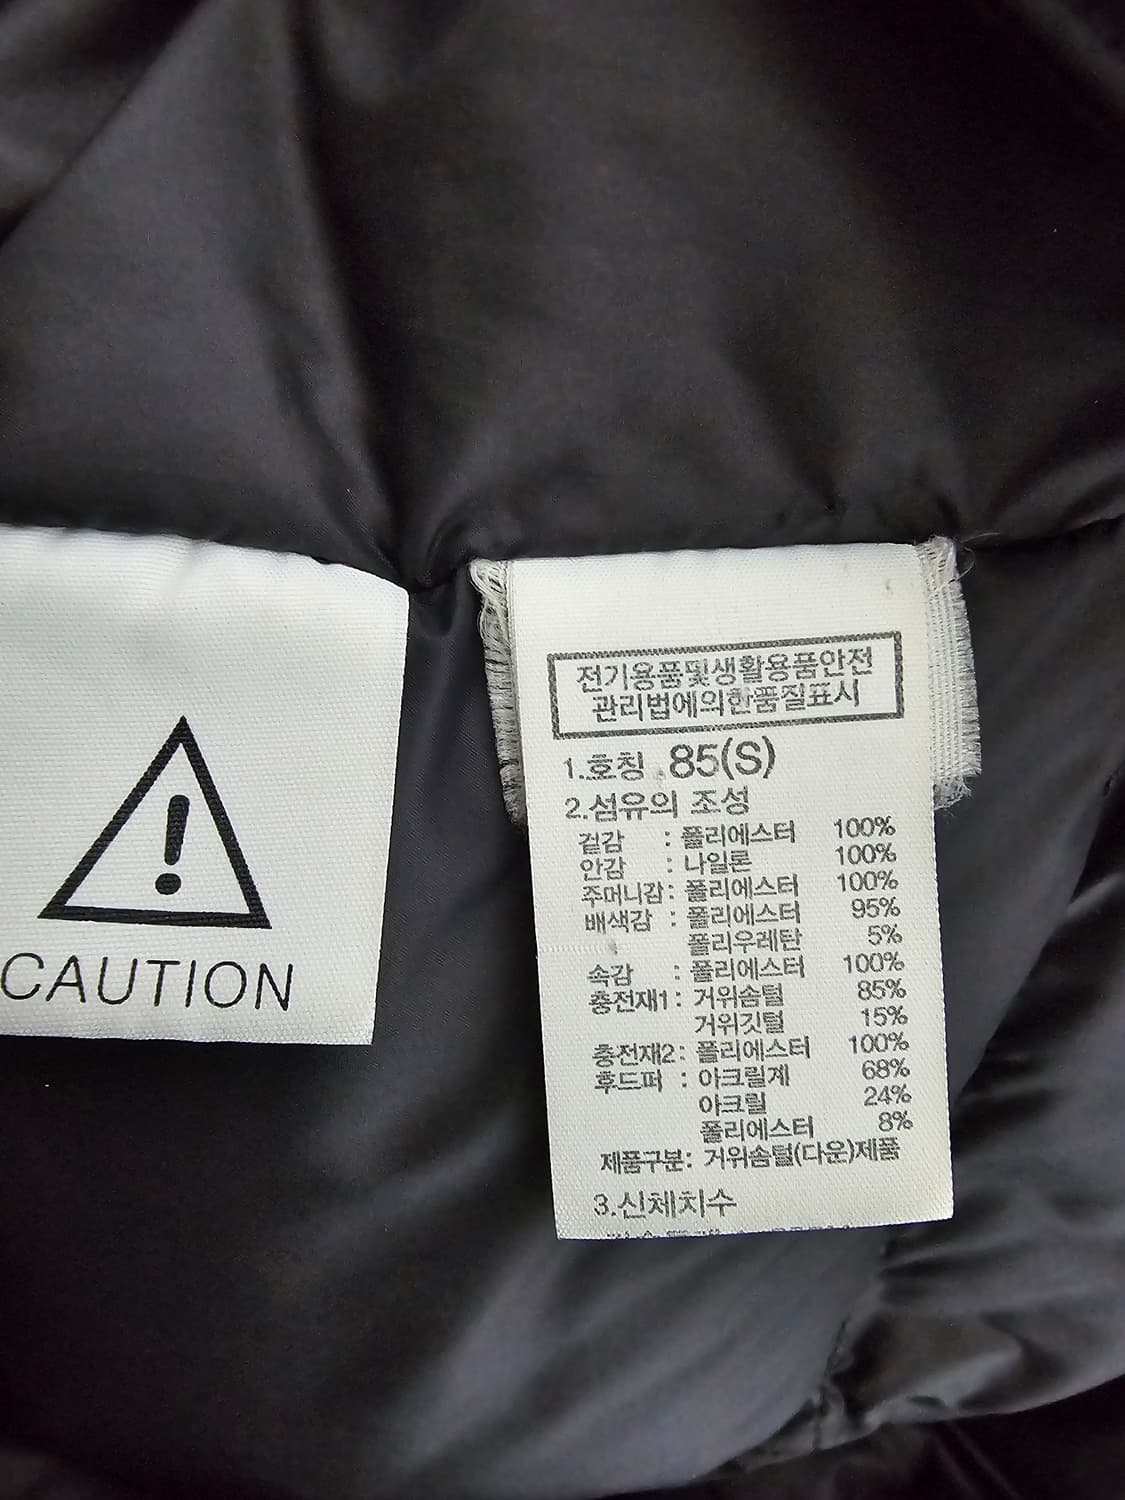 CAUTION
전기용품및생활용품안전
관리법에의한품질표시
1.호칭 .85(S)
2.섬유의 조성
겉감 : 폴리에스터 100%
안감 : 나일론 100%
주머니감 : 폴리에스터 100%
배색감 : 폴리에스터 95%
폴리우레탄 5%
속감 : 폴리에스터 100%
충전재1 : 거위솜털 85%
거위깃털 15%
충전재2 : 폴리에스터 100%
후드퍼 : 아크릴계 68%
아크릴 24%
폴리에스터 8%
제품구분: 거위솜털(다운)제품
3.신체치수